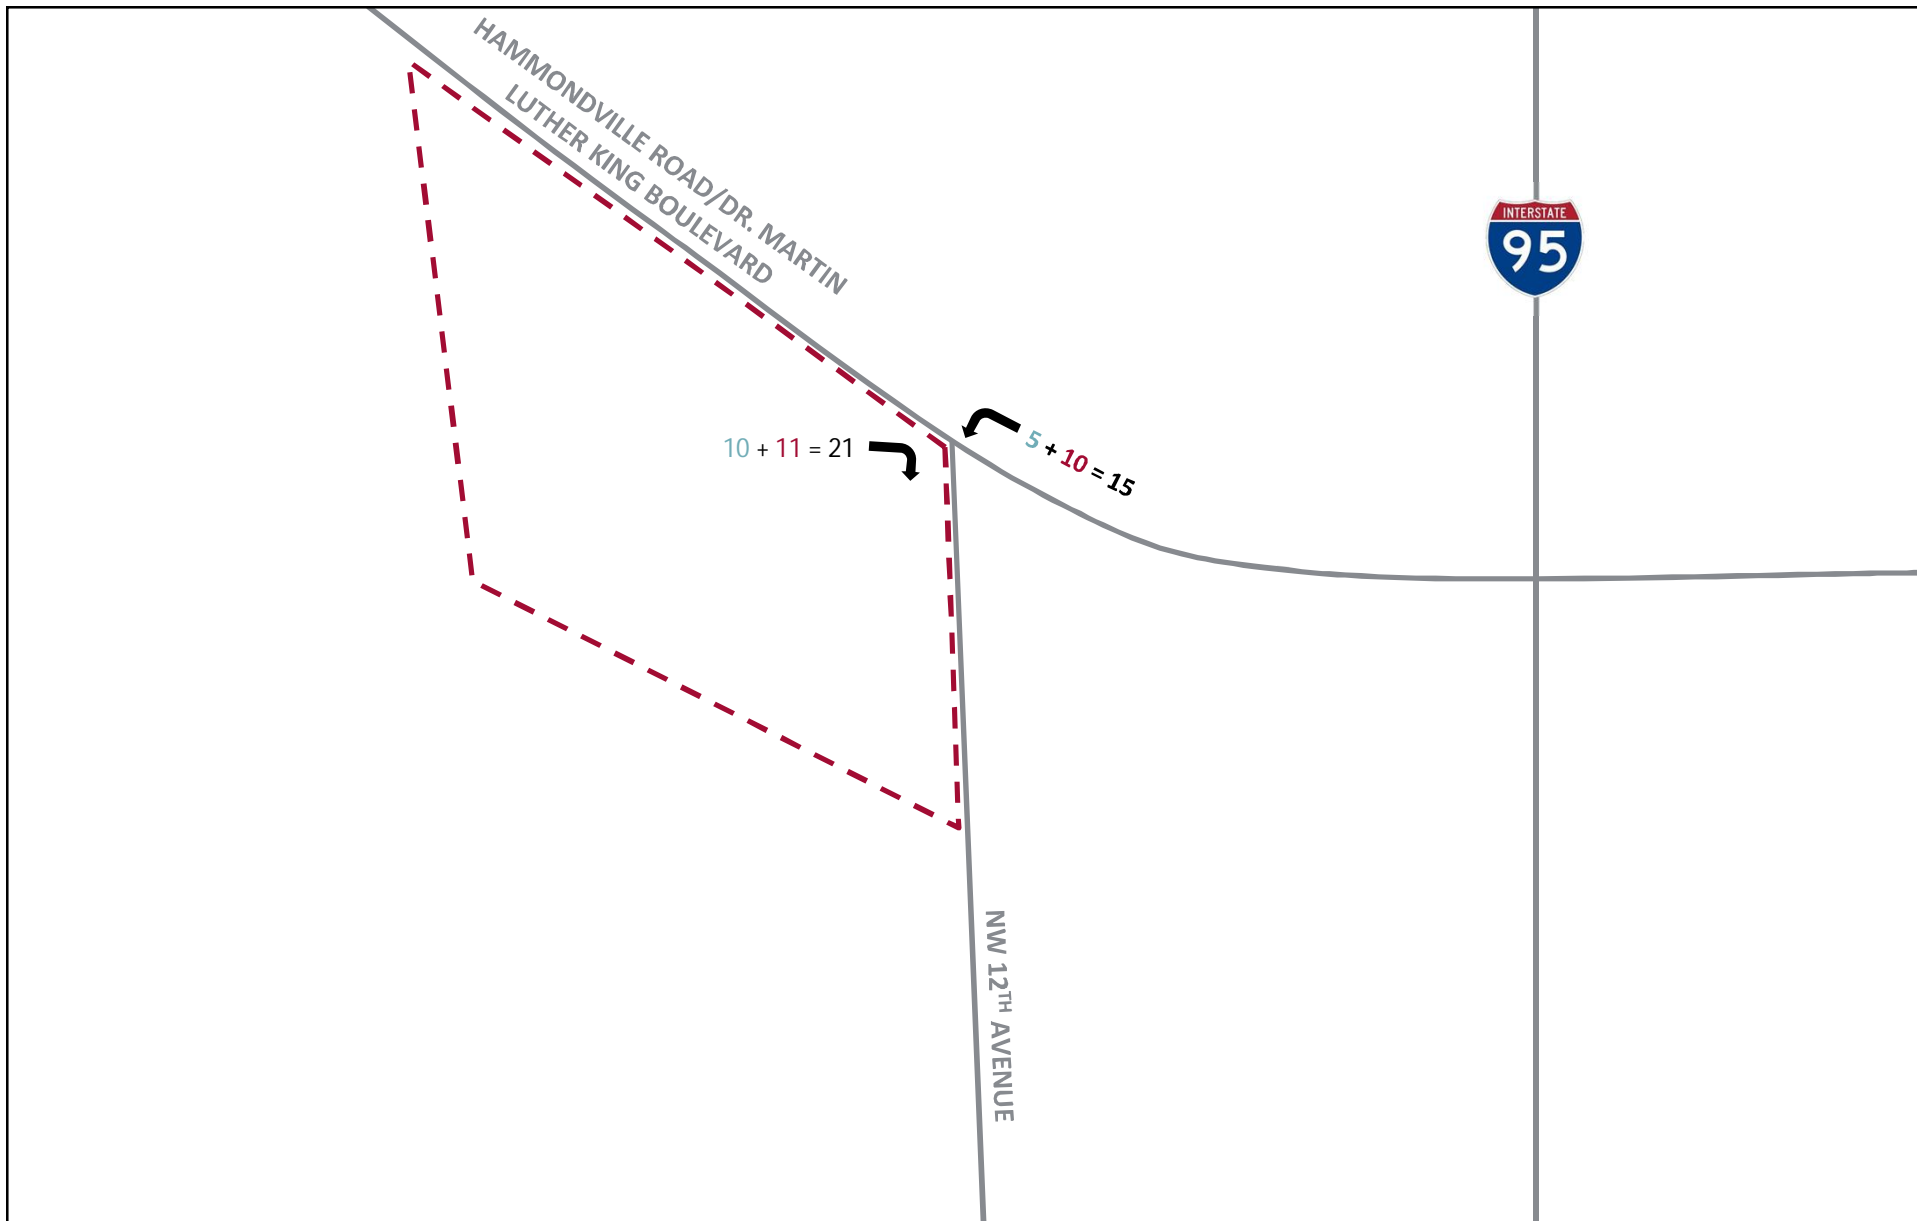 HAMMONDVILLE ROAD/DR. MARTIN
LUTHER KING BOULEVARD
INTERSTATE
95
10 + 11 = 21
5 + 10 = 15
NW 12TH AVENUE